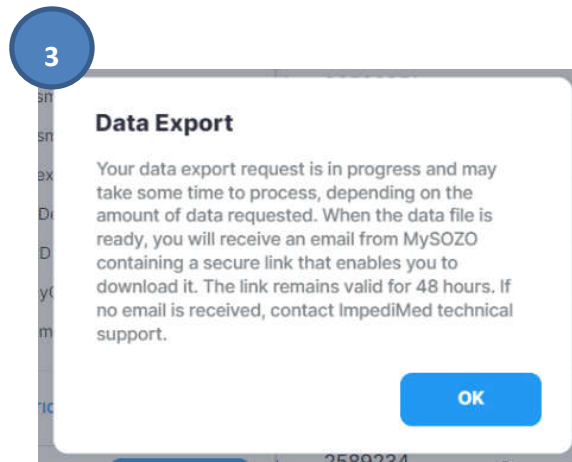 3
Data Export
Your data export request is in progress and may
take some time to process, depending on the
amount of data requested. When the data file is
ready, you will receive an email from MySOZO
containing a secure link that enables you to
download it. The link remains valid for 48 hours. If
no email is received, contact ImpediMed technical
support.
OK
2589234